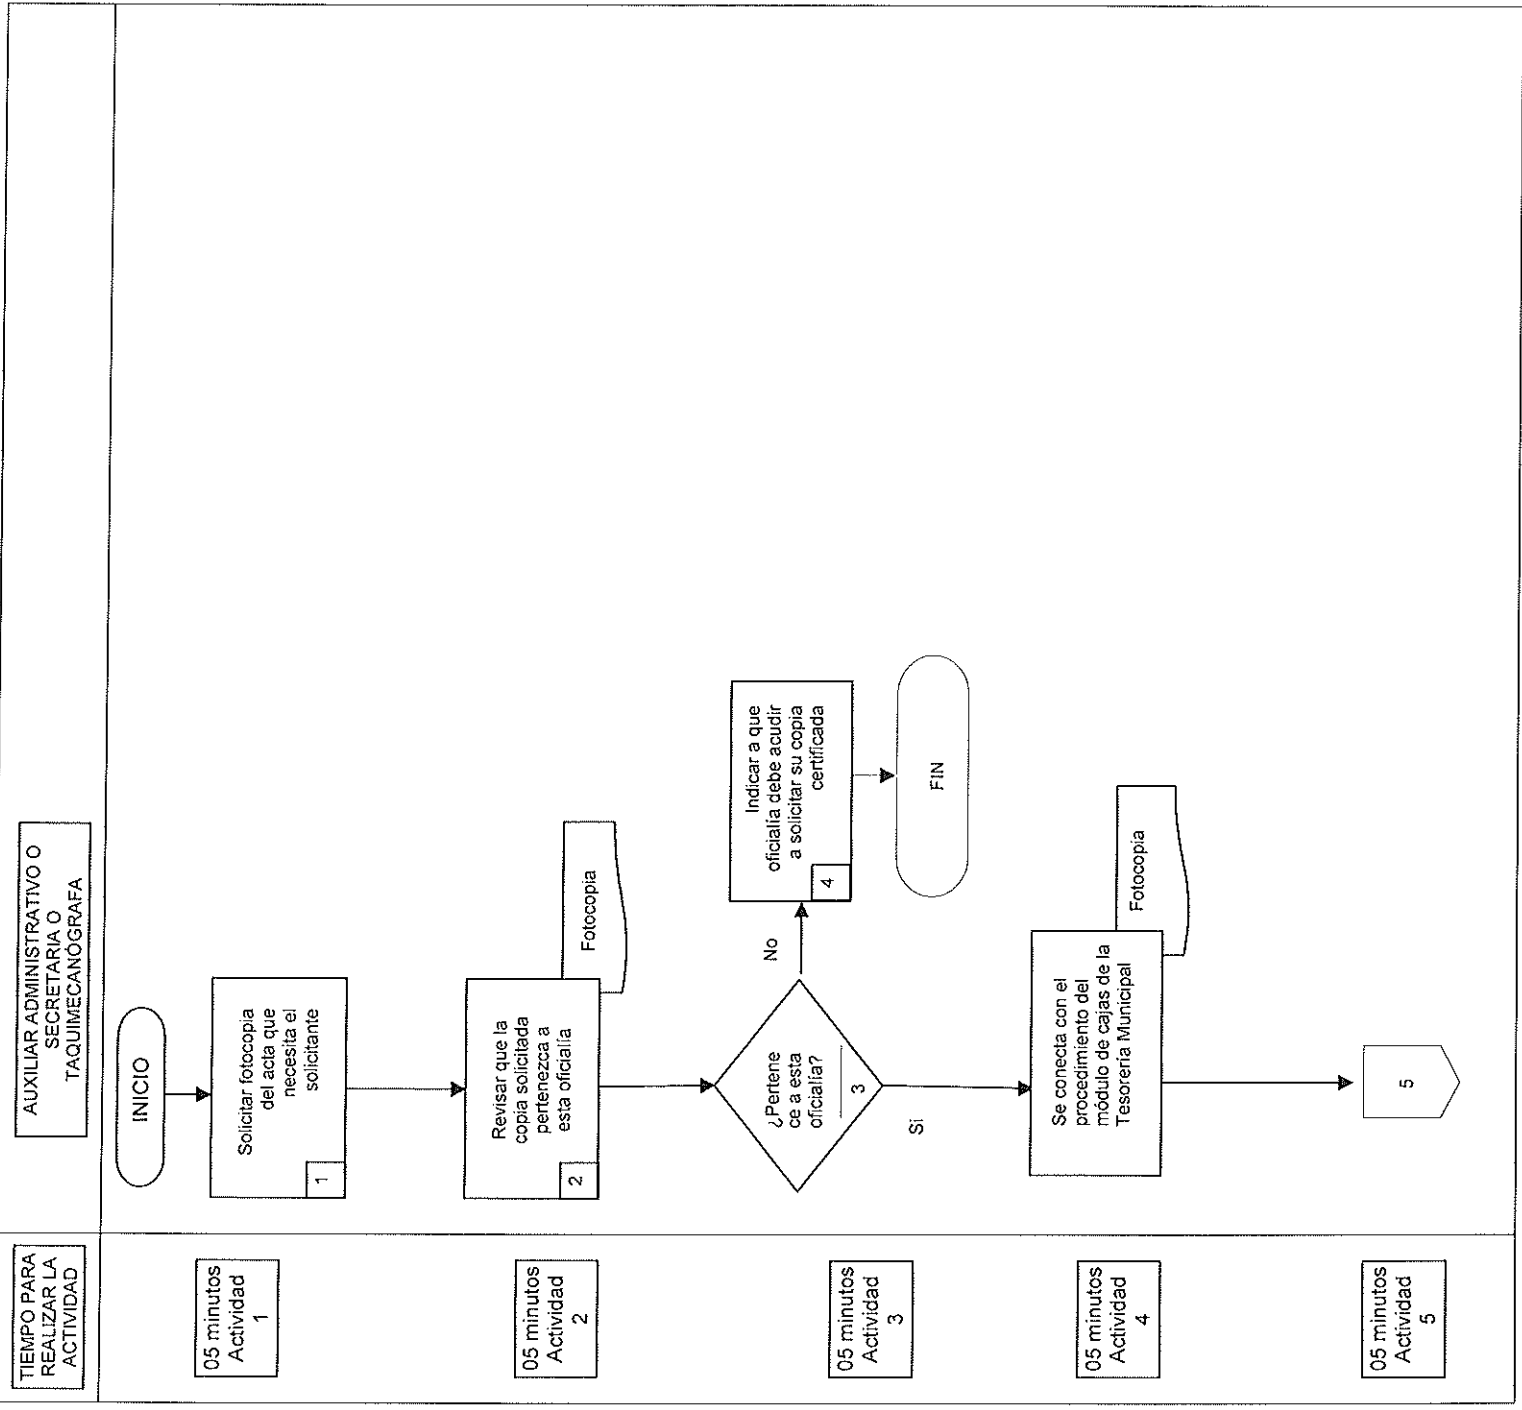 TIEMPO PARA
REALIZAR LA
ACTIVIDAD
AUXILIAR ADMINISTRATIVO O
SECRETARIA O
TAQUIMECANÓGRAFA
INICIO
05 minutos
Actividad
1
Solicitar fotocopia
del acta que
necesita el
solicitante
1
05 minutos
Actividad
2
Revisar que la
copia solicitada
pertenezca a
esta oficialía
2
Fotocopia
05 minutos
Actividad
3
¿Pertene
ce a esta
oficialía?
3
No
Si
Indicar a que
oficialía debe acudir
a solicitar su copia
certificada
4
FIN
05 minutos
Actividad
4
Se conecta con el
procedimiento del
módulo de cajas de la
Tesorería Municipal
Fotocopia
05 minutos
Actividad
5
5